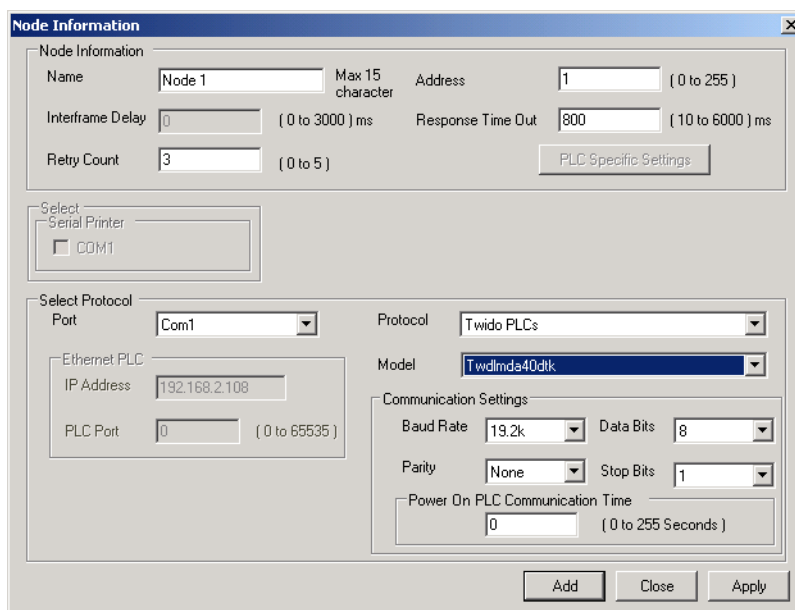 Node Information
Node Information
Name Node 1 Max 15 character Address 1 ( 0 to 255 )
Interframe Delay 0 ( 0 to 3000 ) ms Response Time Out 800 ( 10 to 6000 ) ms
Retry Count 3 ( 0 to 5 ) PLC Specific Settings
Select
Serial Printer
COM1
Select Protocol
Port Com1 Protocol Twido PLCs
Ethernet PLC
Model Twdlmda40dtk
IP Address 192.168.2.108
Communication Settings
PLC Port 0 ( 0 to 65535 ) Baud Rate 19.2k Data Bits 8
Parity None Stop Bits 1
Power On PLC Communication Time
0 ( 0 to 255 Seconds )
Add Close Apply